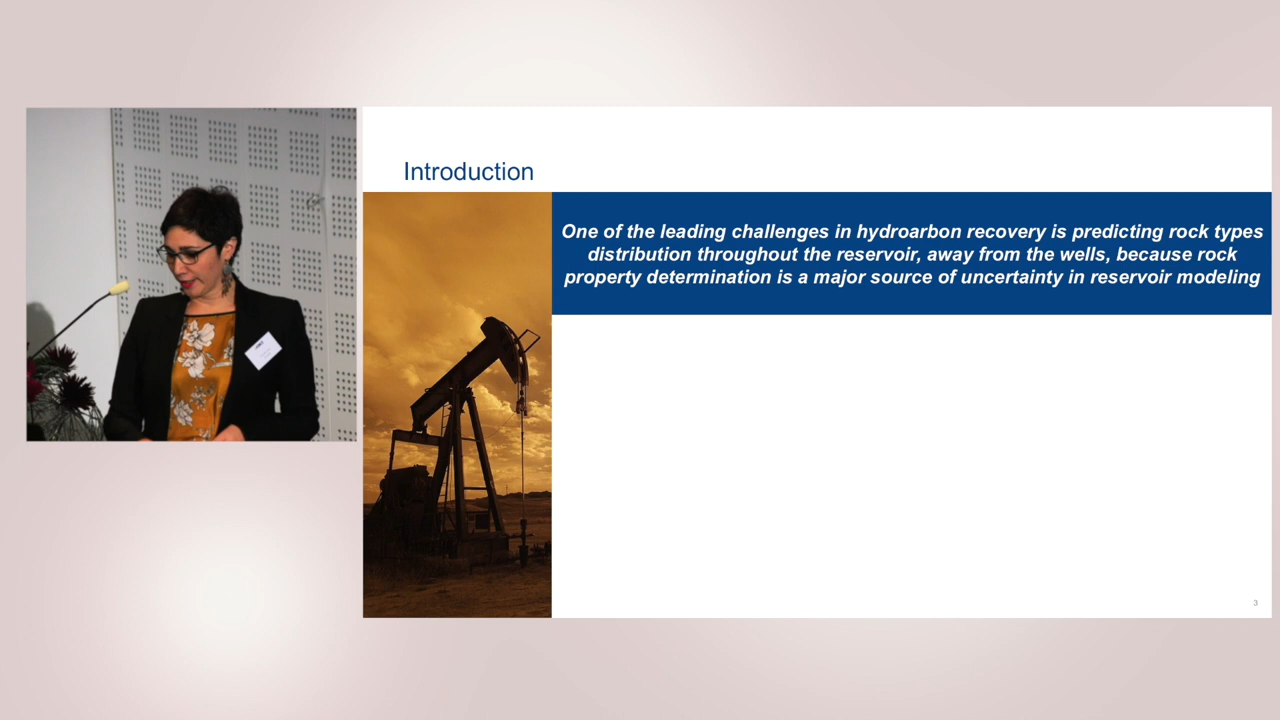 Introduction
One of the leading challenges in hydroarbon recovery is predicting rock types
distribution throughout the reservoir, away from the wells, because rock
property determination is a major source of uncertainty in reservoir modeling
3